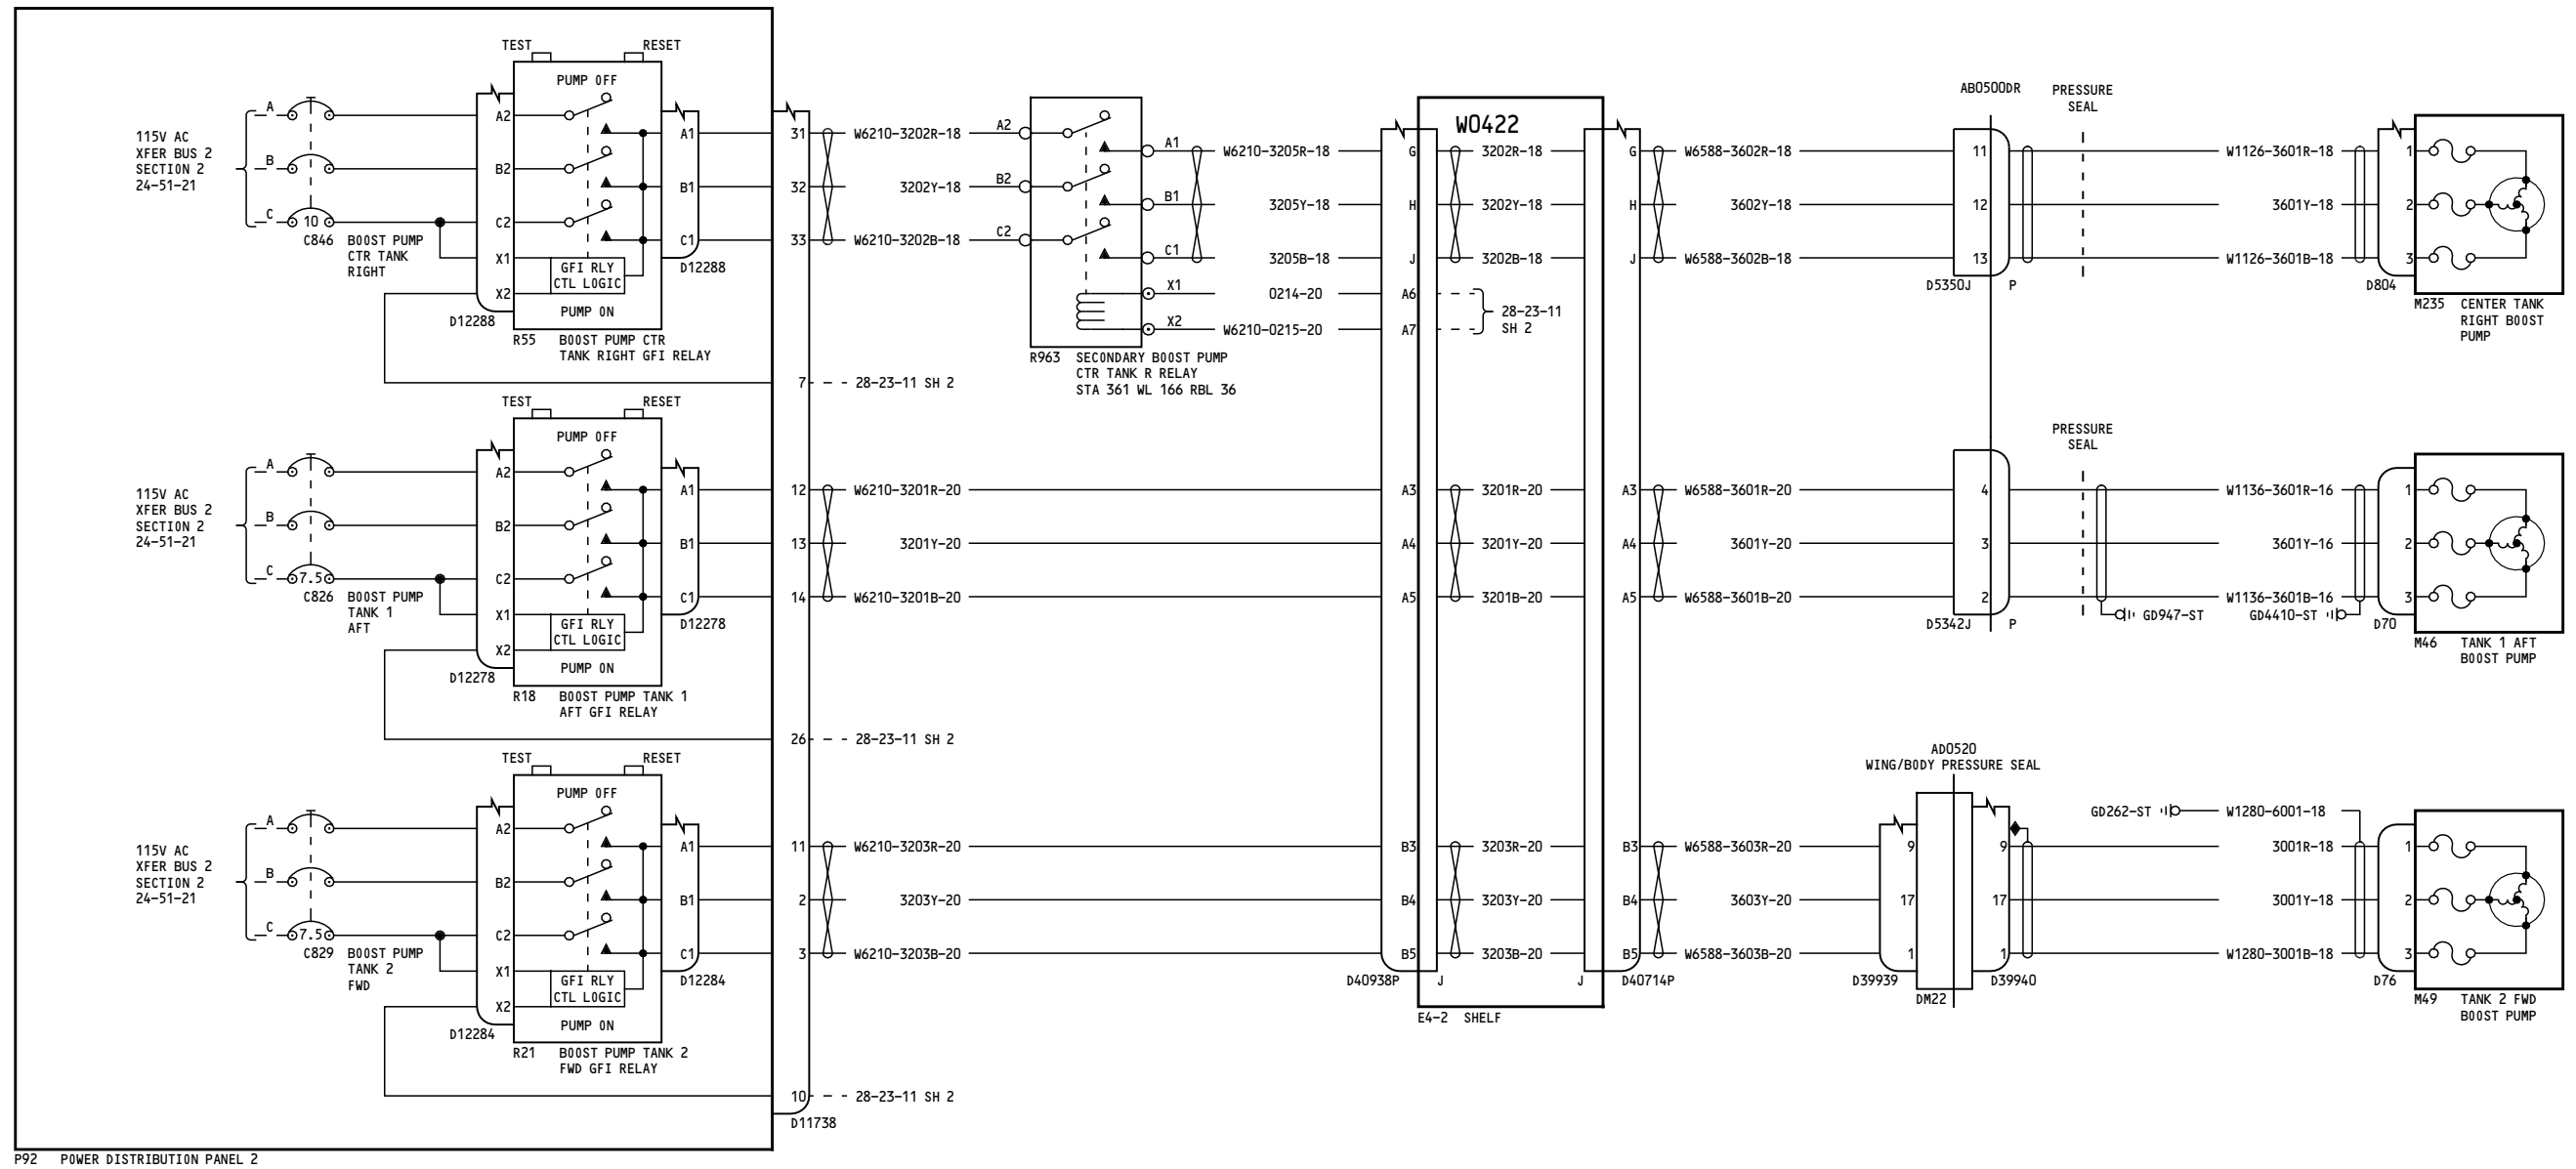 TEST RESET
PUMP OFF
A
B
C
10
115V AC
XFER BUS 2
SECTION 2
24-51-21
C846 BOOST PUMP
CTR TANK
RIGHT
A2
B2
C2
X1
X2
D12288
GFI RLY
CTL LOGIC
PUMP ON
A1
B1
C1
D12288
R55 BOOST PUMP CTR
TANK RIGHT GFI RELAY
31
32
33
7
28-23-11 SH 2
W6210-3202R-18
3202Y-18
W6210-3202B-18
A2
B2
C2
A1
B1
C1
X1
X2
R963 SECONDARY BOOST PUMP
CTR TANK R RELAY
STA 361 WL 166 RBL 36
W6210-3205R-18
3205Y-18
3205B-18
0214-20
W6210-0215-20
G
H
J
A6
A7
W0422
3202R-18
3202Y-18
3202B-18
28-23-11
SH 2
G
H
J
W6588-3602R-18
3602Y-18
W6588-3602B-18
AB0500DR
11
12
13
D5350J P
PRESSURE
SEAL
W1126-3601R-18
3601Y-18
W1126-3601B-18
1
2
3
D804
M235 CENTER TANK
RIGHT BOOST
PUMP
TEST RESET
PUMP OFF
A
B
C
7.5
115V AC
XFER BUS 2
SECTION 2
24-51-21
C826 BOOST PUMP
TANK 1
AFT
A2
B2
C2
X1
X2
D12278
GFI RLY
CTL LOGIC
PUMP ON
A1
B1
C1
D12278
R18 BOOST PUMP TANK 1
AFT GFI RELAY
12
13
14
26
28-23-11 SH 2
W6210-3201R-20
3201Y-20
W6210-3201B-20
A3
A4
A5
3201R-20
3201Y-20
3201B-20
A3
A4
A5
W6588-3601R-20
3601Y-20
W6588-3601B-20
4
3
2
D5342J P
PRESSURE
SEAL
GD947-ST
W1136-3601R-16
3601Y-16
W1136-3601B-16
GD4410-ST
1
2
3
D70
M46 TANK 1 AFT
BOOST PUMP
TEST RESET
PUMP OFF
A
B
C
7.5
115V AC
XFER BUS 2
SECTION 2
24-51-21
C829 BOOST PUMP
TANK 2
FWD
A2
B2
C2
X1
X2
D12284
GFI RLY
CTL LOGIC
PUMP ON
A1
B1
C1
D12284
R21 BOOST PUMP TANK 2
FWD GFI RELAY
11
2
3
10
28-23-11 SH 2
D11738
W6210-3203R-20
3203Y-20
W6210-3203B-20
B3
B4
B5
D40938P J
3203R-20
3203Y-20
3203B-20
B3
B4
B5
J D40714P
E4-2 SHELF
W6588-3603R-20
3603Y-20
W6588-3603B-20
AD0520
WING/BODY PRESSURE SEAL
9
17
1
D39939
DM22
9
17
1
D39940
GD262-ST
W1280-6001-18
3001R-18
3001Y-18
W1280-3001B-18
1
2
3
D76
M49 TANK 2 FWD
BOOST PUMP
P92 POWER DISTRIBUTION PANEL 2